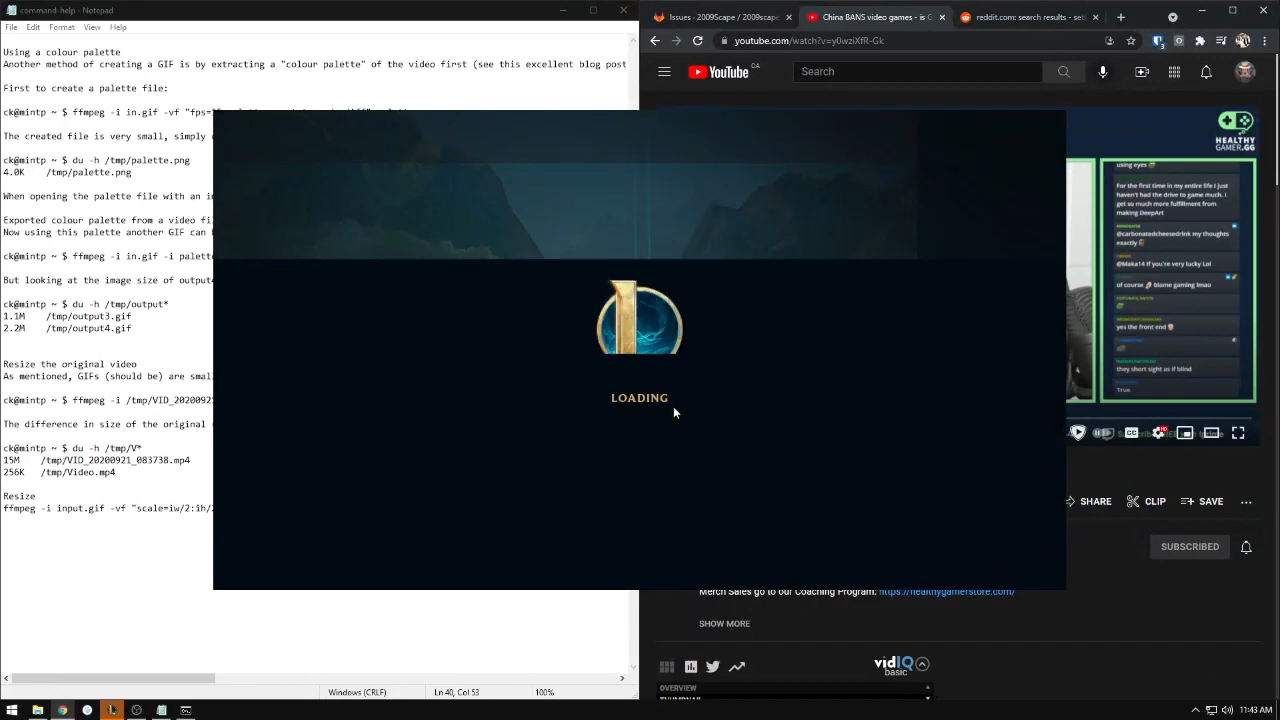 command-help - Notepad
File Edit Format View Help
Using a colour palette
Another method of creating a GIF is by extracting a "colour palette" of the video first (see this excellent blog post
First to create a palette file:
ck@mintp ~ $ ffmpeg -i in.gif -vf
The created file is very small, simply
ck@mintp ~ $ du -h /tmp/palette.png
4.0K /tmp/palette.png
When opening the palette file with an
Exported colour palette from a video
Now using this palette another GIF can
ck@mintp ~ $ ffmpeg -i in.gif -i
But looking at the image size of
ck@mintp ~ $ du -h /tmp/output*
1.1M /tmp/output3.gif
2.2M /tmp/output4.gif
Resize the original video
As mentioned, GIFs (should be) are
ck@mintp ~ $ ffmpeg -i
The difference in size of the original
ck@mintp ~ $ du -h /tmp/V*
15M /tmp/VID_20200921_083738.mp4
256K /tmp/Video.mp4
Resize
ffmpeg -i input.gif -vf "scale=iw/2:ih/
Windows (CRLF) Ln 40, Col 53 100%
LOADING
Issues - 2009Scape / 2009scape
China BANS video games - is G
reddit.com: search results - set
youtube.com/watch?v=y0wziXfR-Gk
YouTube CA
Search
HEALTHY
GAMER.GG
using eyes
For the first time in my entire life I just
haven't had the drive to game much. I
get so much more fulfillment from
making DeepArt
@carbonatedcheesedrink my thoughts
exactly
@Maka14 If you're very lucky Lol
of course blame gaming lmao
yes the front end
they short sight as if blind
True
SHARE CLIP SAVE
SUBSCRIBED
Merch Sales go to our Coaching Program: https://healthygamerstore.com/
SHOW MORE
vidIQ
basic
OVERVIEW
11:43 AM